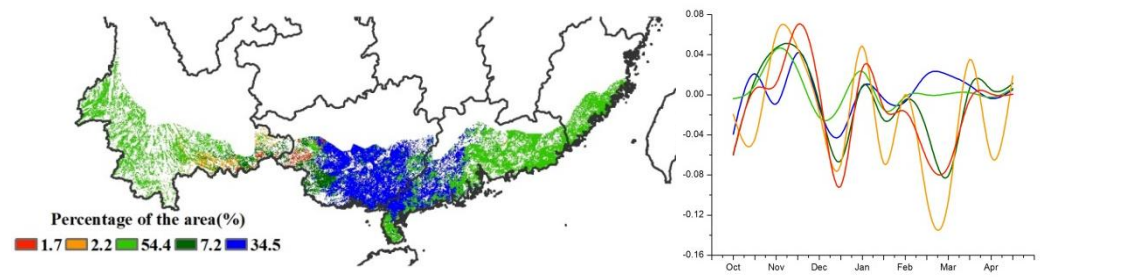 Percentage of the area(%)
1.7 2.2 54.4 7.2 34.5
0.08
0.04
0.00
-0.04
-0.08
-0.12
-0.16
Oct Nov Dec Jan Feb Mar Apr